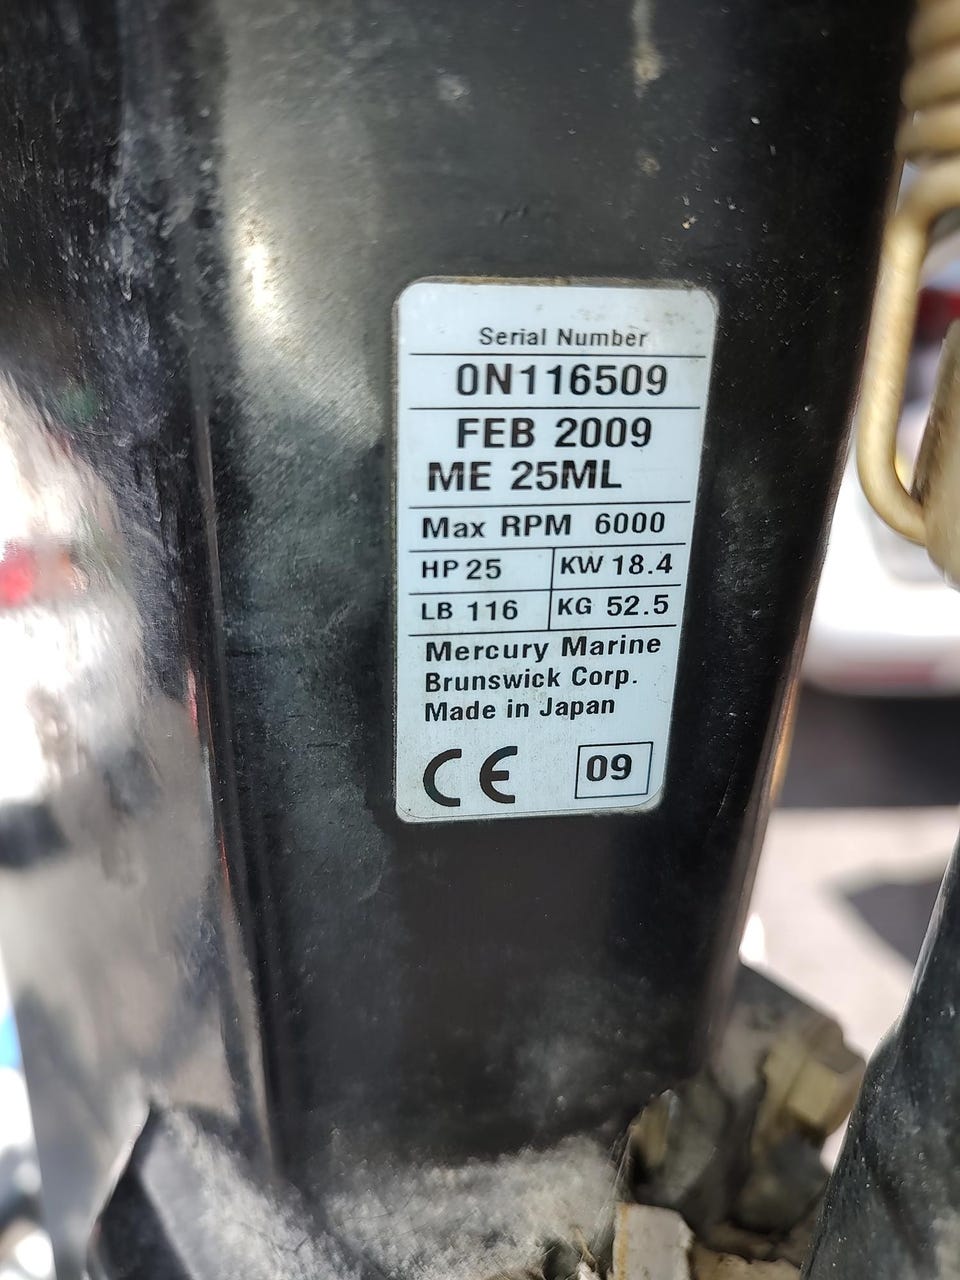 Serial Number
0N116509
FEB 2009
ME 25ML
Max RPM 6000
HP 25 KW 18.4
LB 116 KG 52.5
Mercury Marine
Brunswick Corp.
Made in Japan
CE 09